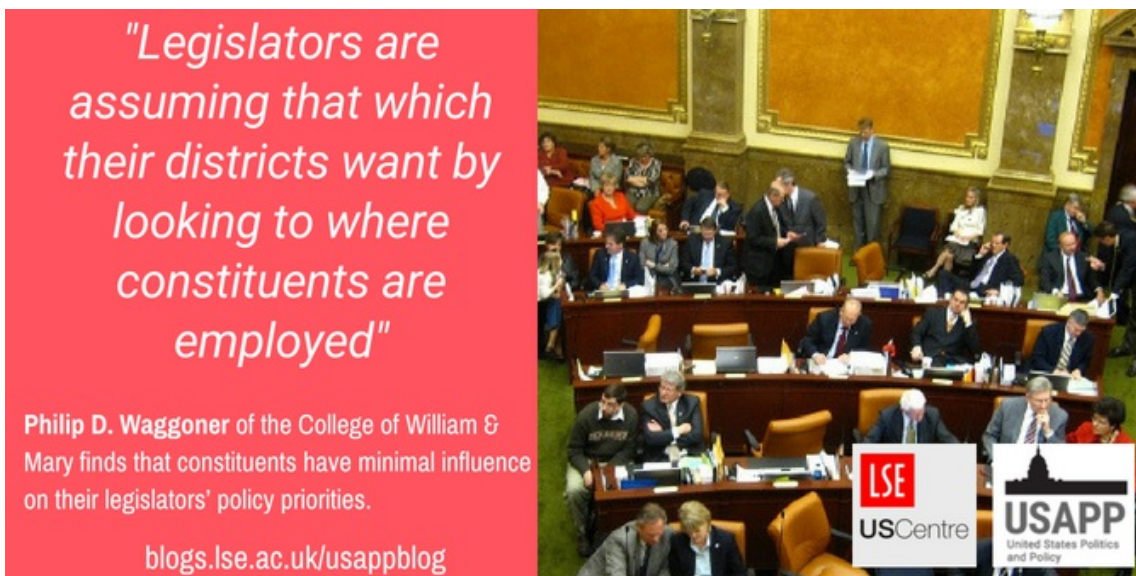 "Legislators are
assuming that which
their districts want by
looking to where
constituents are
employed"
Philip D. Waggoner of the College of William &
Mary finds that constituents have minimal influence
on their legislators' policy priorities.
blogs.lse.ac.uk/usappblog
LSE
USCentre
USAPP
United States Politics
and Policy